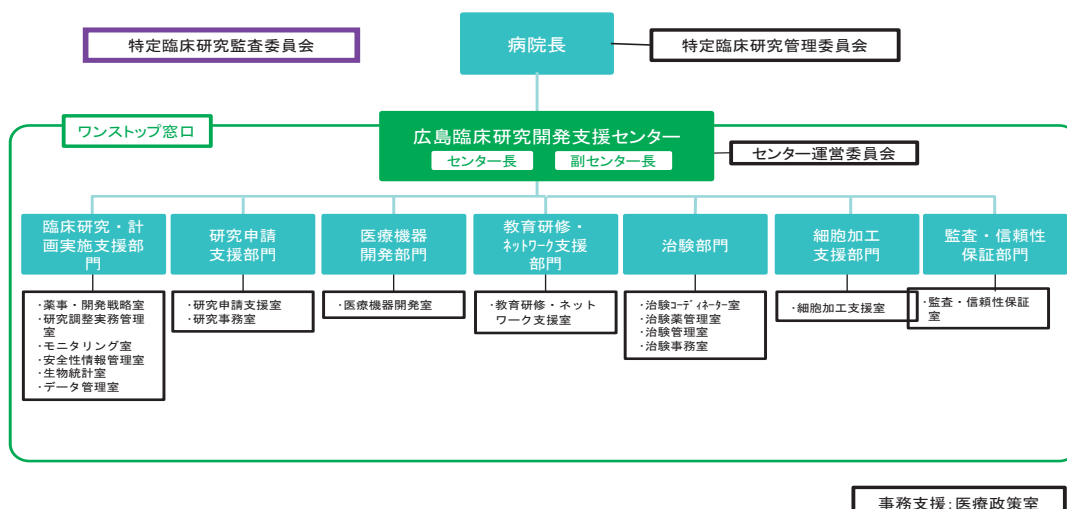 特定臨床研究監査委員会
病院長
特定臨床研究管理委員会
ワンストップ窓口
広島臨床研究開発支援センター
センター長
副センター長
センター運営委員会
臨床研究・計
画実施支援部
門
研究申請
支援部門
医療機器
開発部門
教育研修・
ﾈｯﾄﾜｰｸ支援
部門
治験部門
細胞加工
支援部門
監査・信頼性
保証部門
・薬事・開発戦略室
・研究調整実務管理
室
・モニタリング室
・安全性情報管理室
・生物統計室
・データ管理室
・研究申請支援室
・研究事務室
・医療機器開発室
・教育研修・ネット
ワーク支援室
・治験ｺｰﾃﾞｨﾈｰﾀｰ室
・治験薬管理室
・治験管理室
・治験事務室
・細胞加工支援室
・監査・信頼性保証
室
事務支援:医療政策室